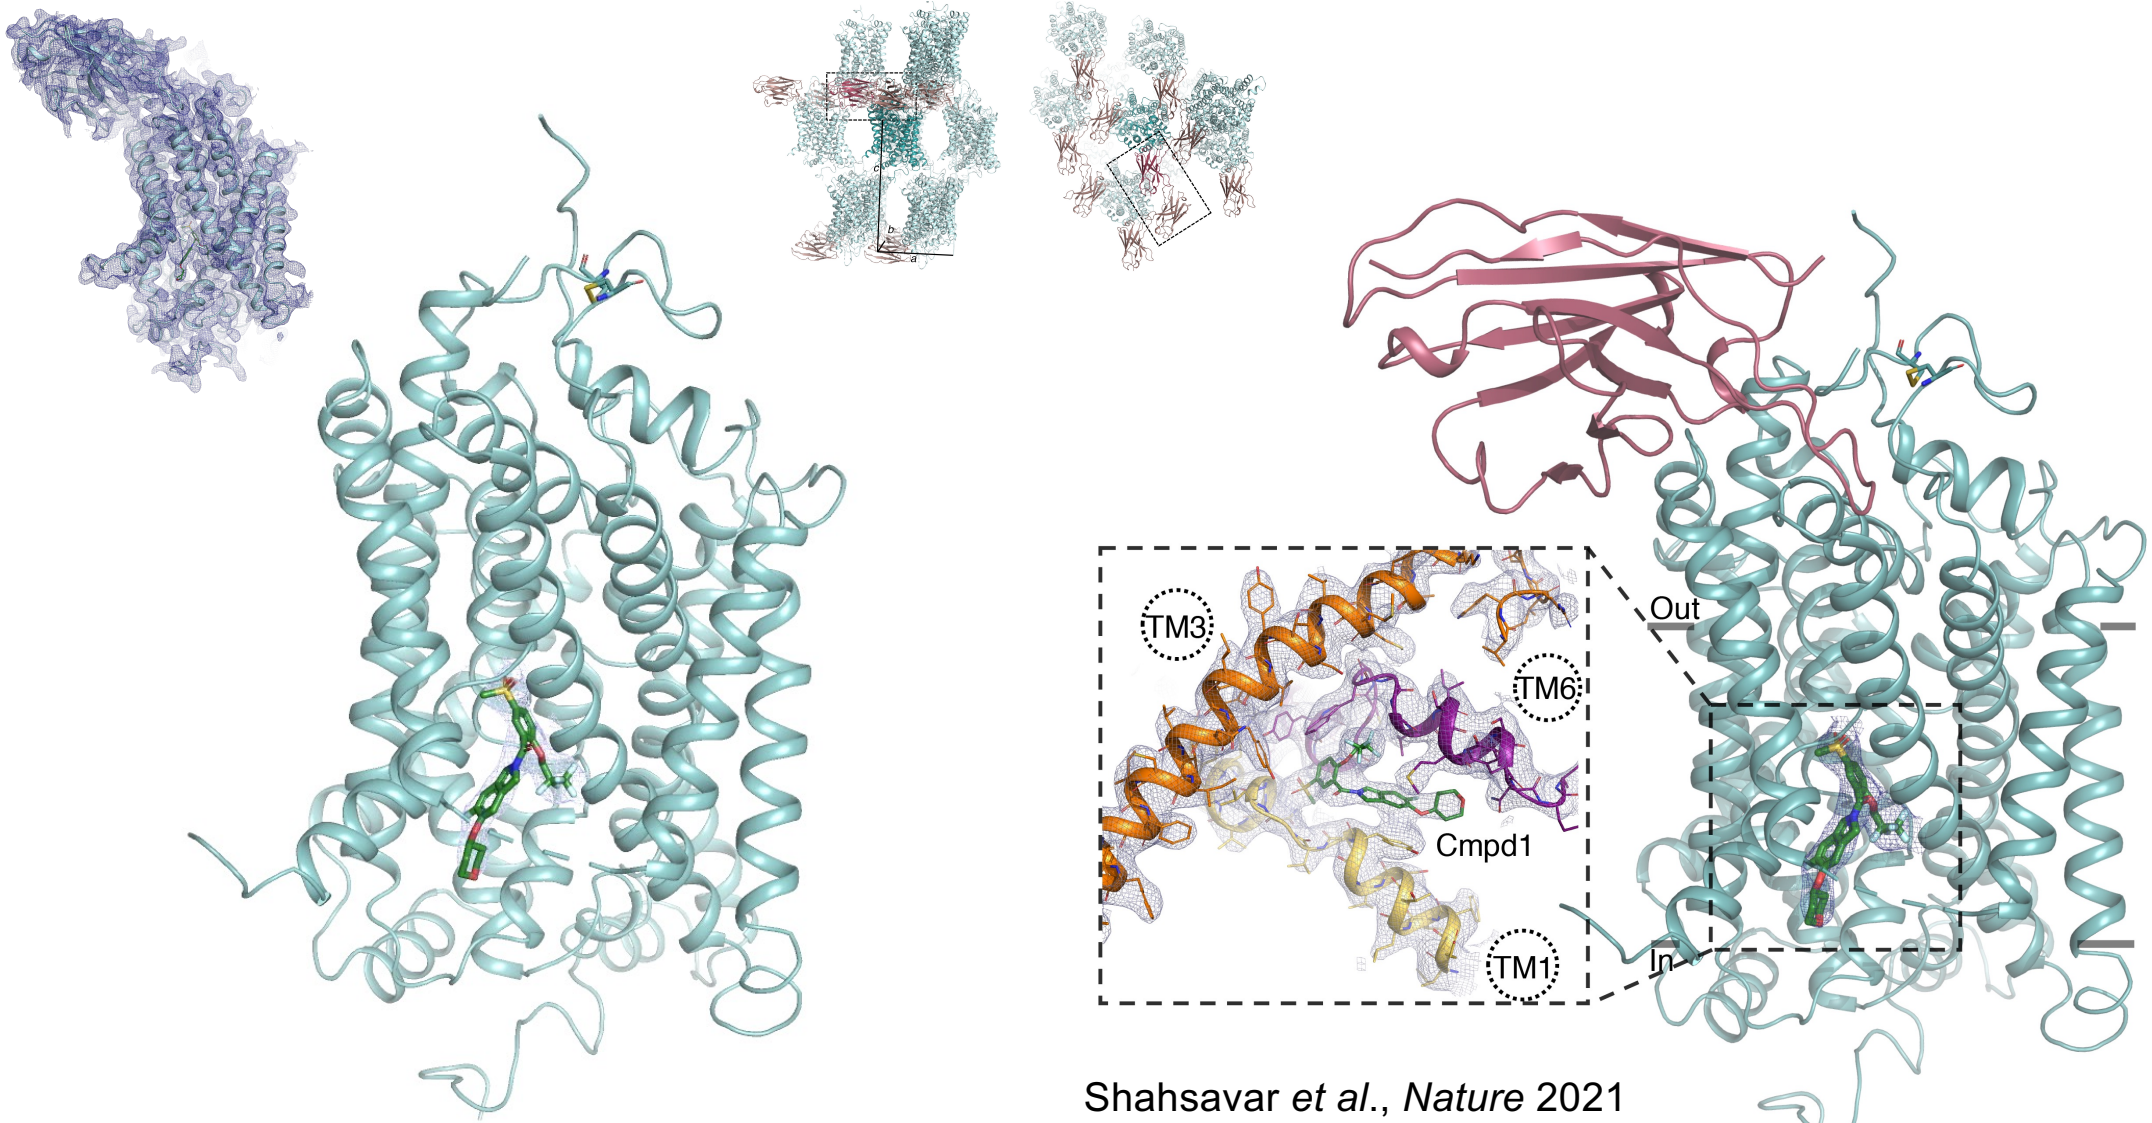 c
b
a
Out
TM3
TM6
Cmpd1
TM1
In
Shahsavar et al., Nature 2021